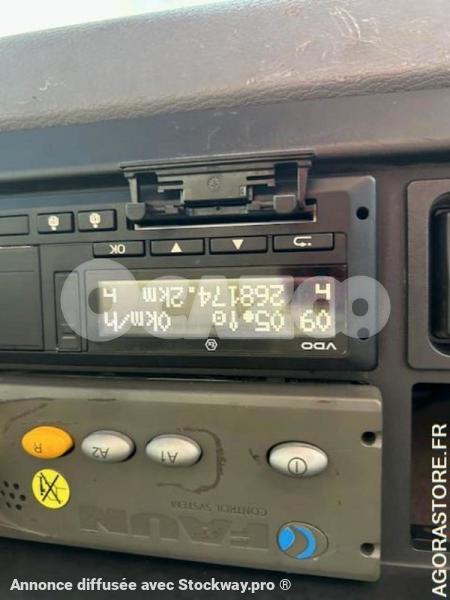 FAUN
CONTROL SYSTEM
A1
A2
R
VDO
09 05 0km/h
h 268174.2km h
OK
AGORASTORE.FR
Annonce diffusée avec Stockway.pro ®